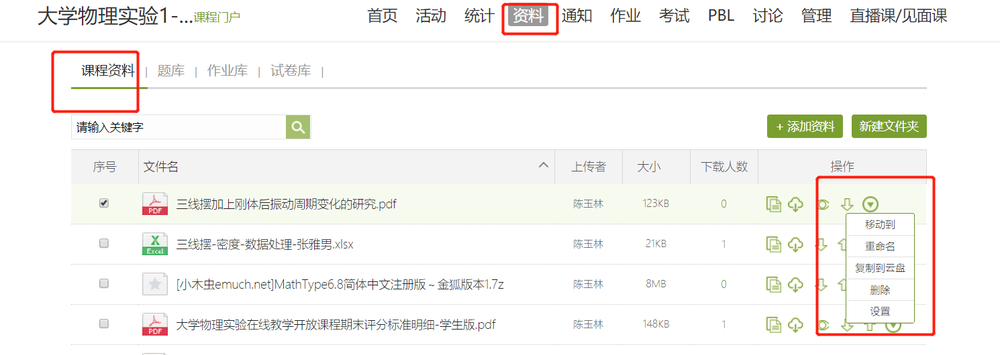 大学物理实验1-...课程门户 首页 活动 统计 资料 通知 作业 考试 PBL 讨论 管理 直播课/见面课
课程资料 | 题库 | 作业库 | 试卷库 |
请输入关键字 + 添加资料 新建文件夹
序号 文件名 上传者 大小 下载人数 操作
PDF 三线摆加上刚体后振动周期变化的研究.pdf 陈玉林 123KB 0
移动到
X Excel 三线摆-密度-数据处理-张雅男.xlsx 陈玉林 21KB 1
重命名
复制到云盘
[小木虫emuch.net]MathType6.8简体中文注册版~金狐版本1.7z 陈玉林 8MB 0
删除
设置
PDF 大学物理实验在线教学开放课程期末评分标准明细-学生版.pdf 陈玉林 148KB 1